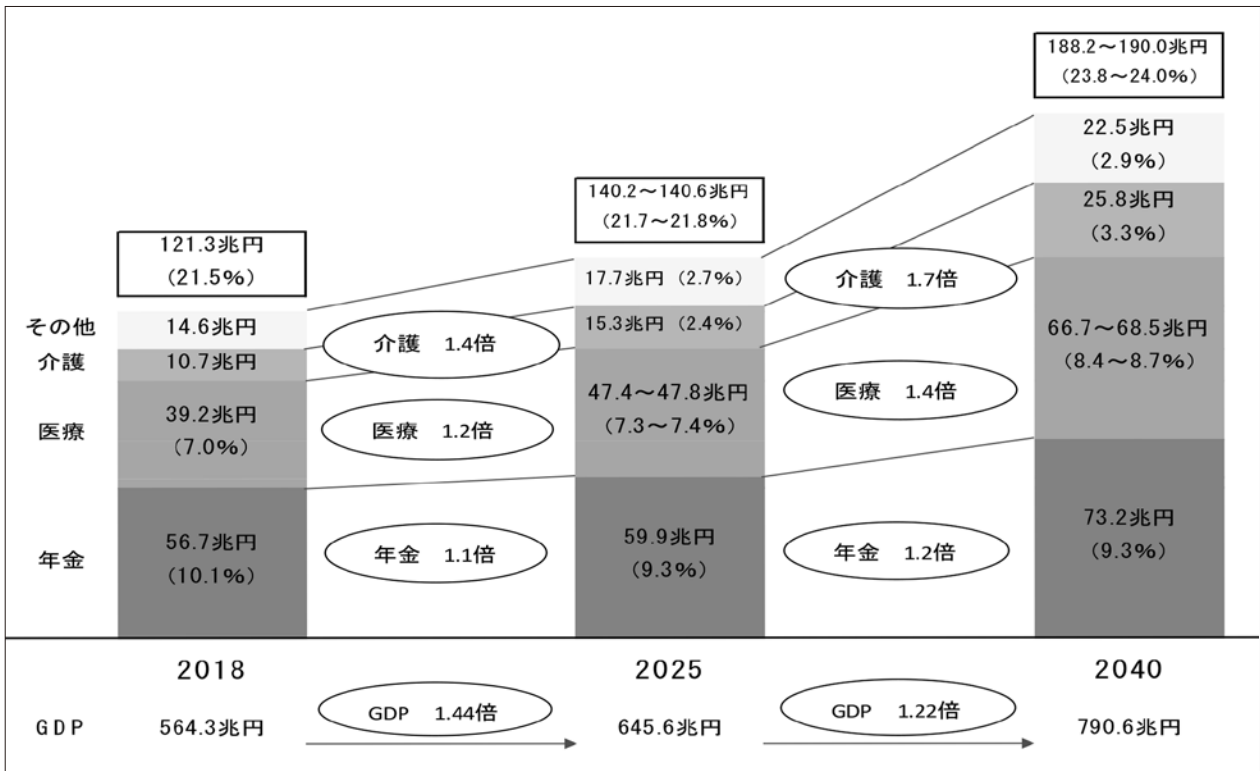 188.2～190.0兆円
（23.8～24.0%）
22.5兆円
（2.9%）
25.8兆円
（3.3%）
66.7～68.5兆円
（8.4～8.7%）
73.2兆円
（9.3%）
140.2～140.6兆円
（21.7～21.8%）
17.7兆円（2.7%）
15.3兆円（2.4%）
47.4～47.8兆円
（7.3～7.4%）
59.9兆円
（9.3%）
121.3兆円
（21.5%）
その他
14.6兆円
介護
10.7兆円
医療
39.2兆円
（7.0%）
年金
56.7兆円
（10.1%）
介護 1.4倍
医療 1.2倍
年金 1.1倍
介護 1.7倍
医療 1.4倍
年金 1.2倍
2018
2025
2040
GDP
564.3兆円
GDP 1.44倍
645.6兆円
GDP 1.22倍
790.6兆円